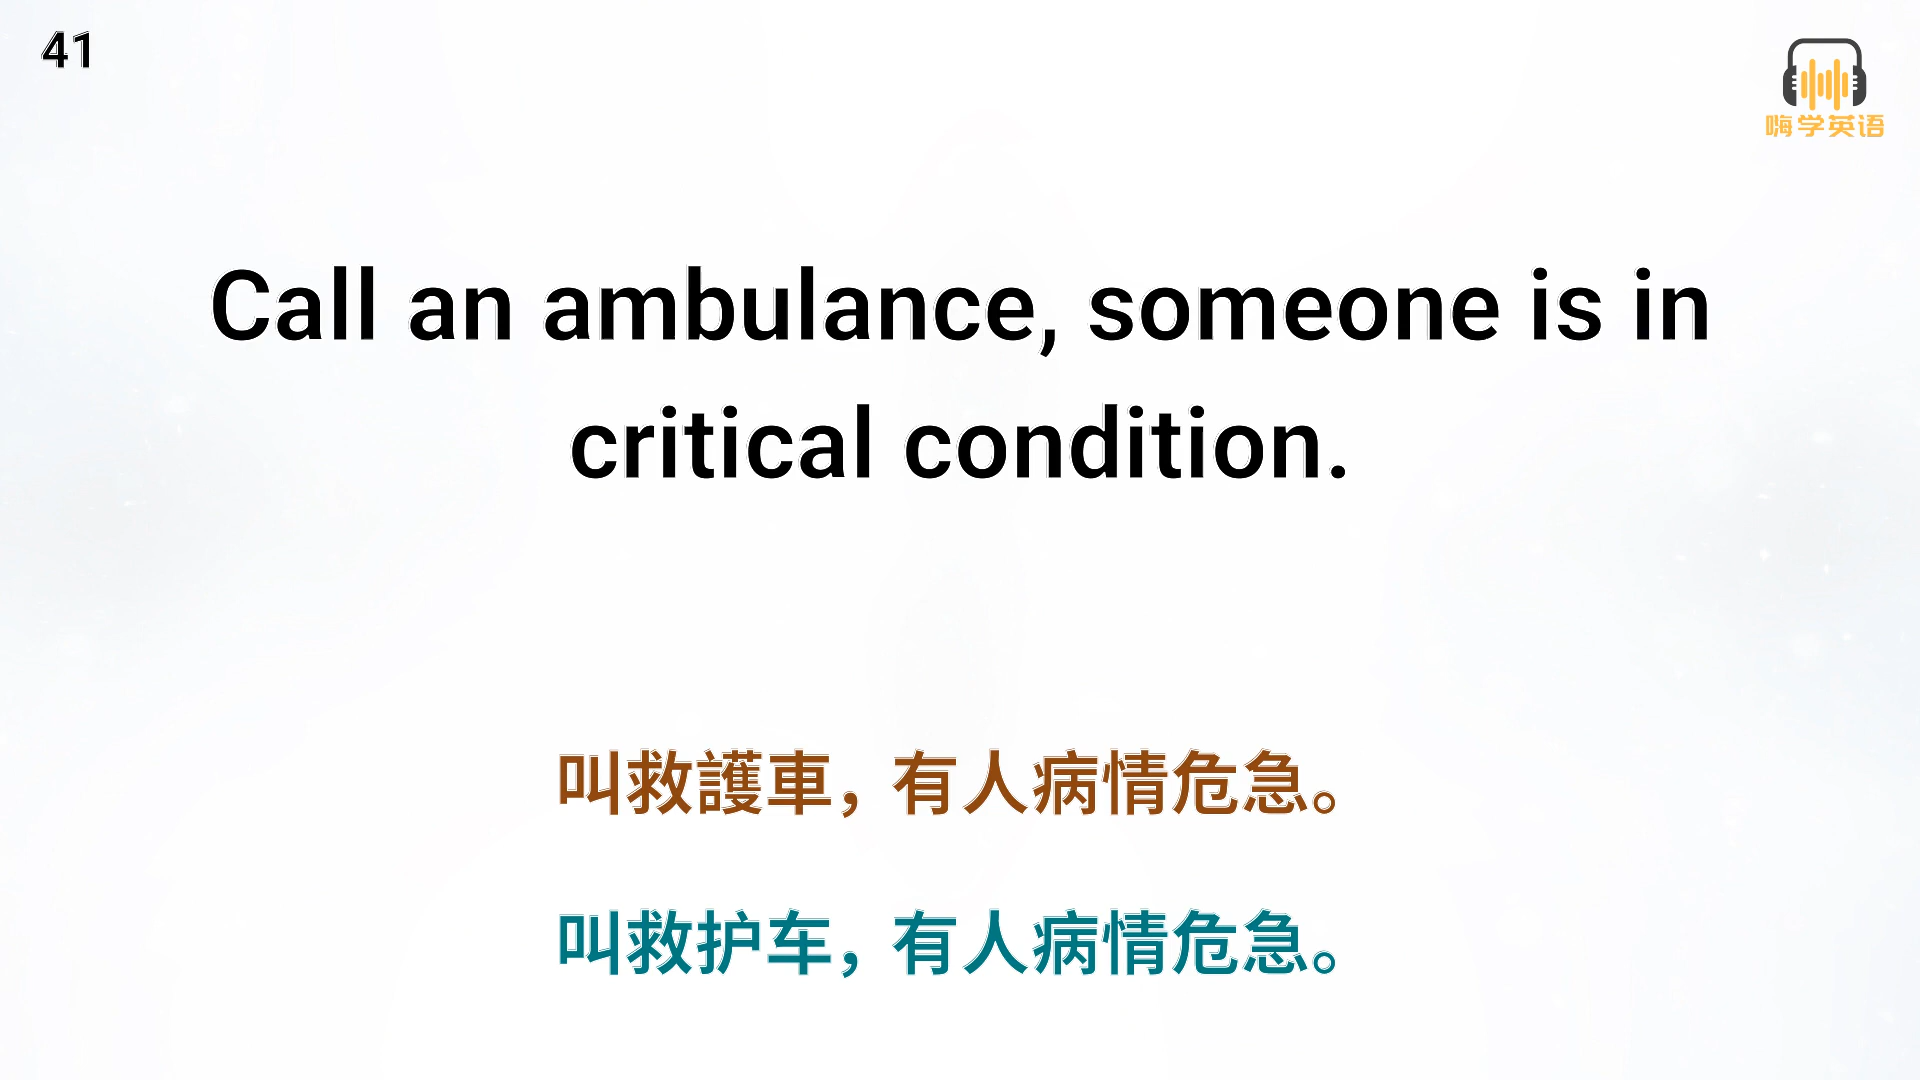 41
嗨学英语
Call an ambulance, someone is in
critical condition.
叫救護車，有人病情危急。
叫救护车，有人病情危急。